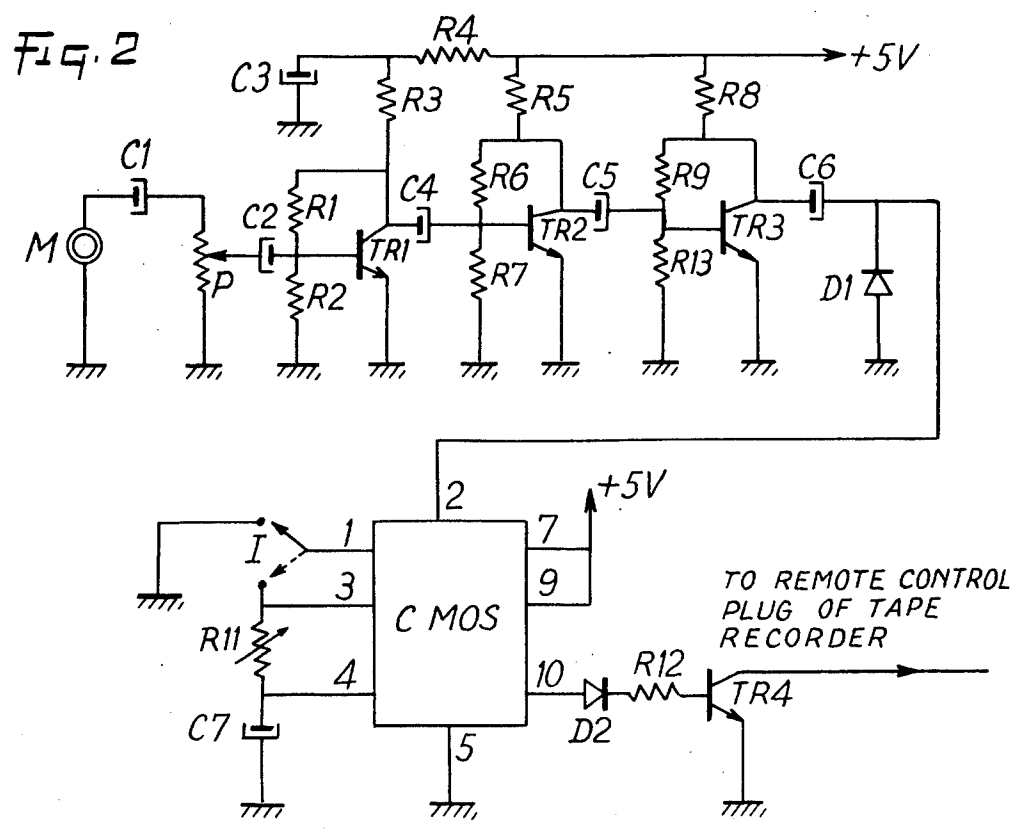 Fig. 2
R4
+5V
C3
R3
R5
R8
C1
C2
R1
C4
R6
C5
R9
C6
M
P
R2
TR1
R7
TR2
R13
TR3
D1
2
+5V
I
1
7
3
9
C MOS
R11
4
10
R12
TR4
C7
5
D2
TO REMOTE CONTROL
PLUG OF TAPE
RECORDER